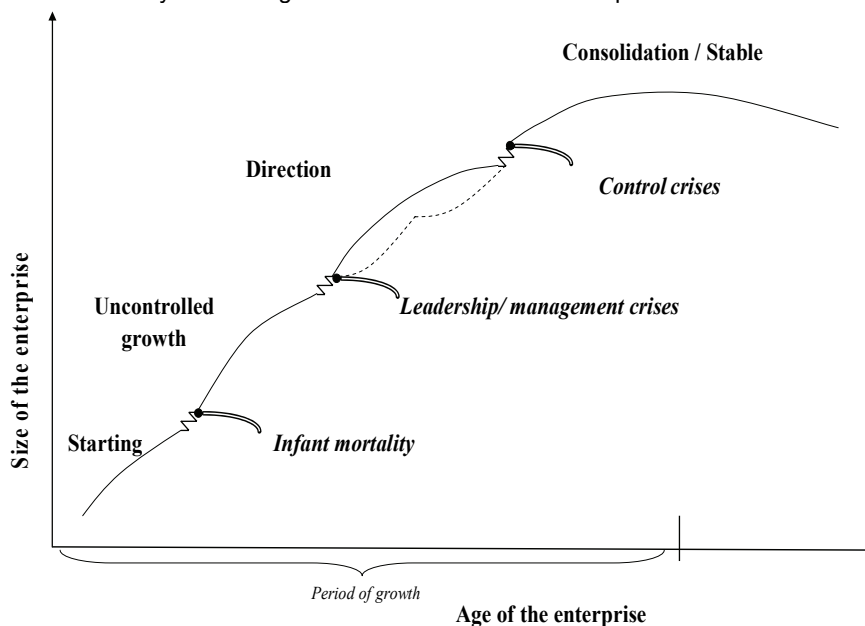 Consolidation / Stable
Direction
Control crises
Uncontrolled
growth
Leadership/ management crises
Starting
Infant mortality
Size of the enterprise
Period of growth
Age of the enterprise